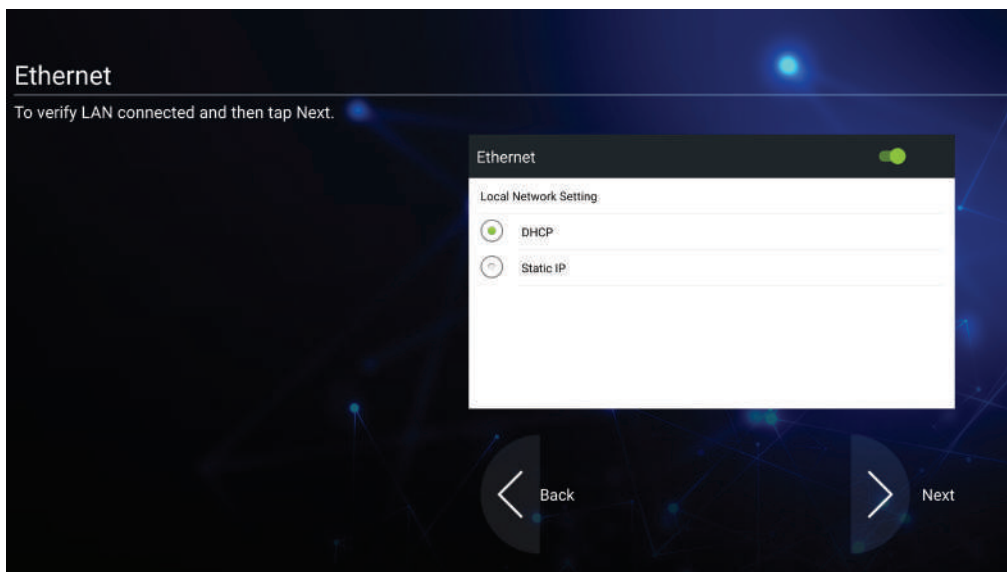 Ethernet
To verify LAN connected and then tap Next.
Ethernet
Local Network Setting
DHCP
Static IP
Back
Next